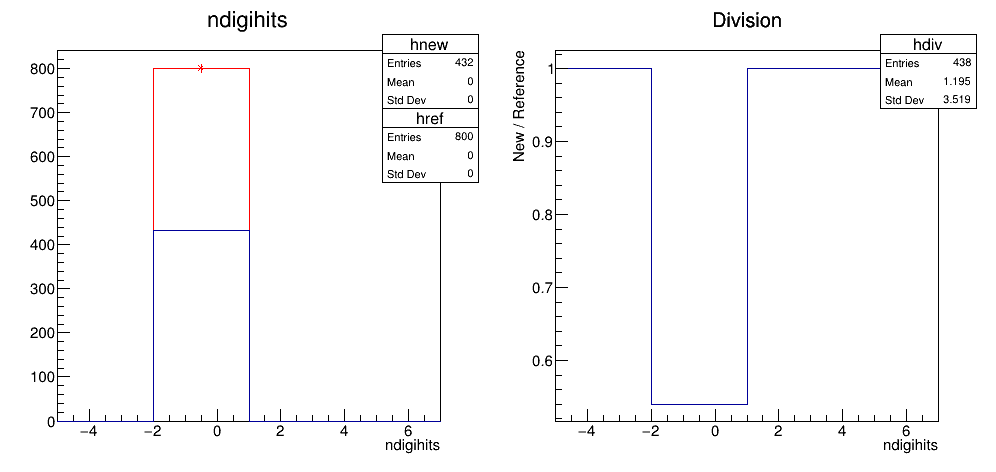 ndigihits
hnew
Entries 432
Mean 0
Std Dev 0
href
Entries 800
Mean 0
Std Dev 0
800
700
600
500
400
300
200
100
0
−4 −2 0 2 4 6
ndigihits
Division
hdiv
Entries 438
Mean 1.195
Std Dev 3.519
New / Reference
1
0.9
0.8
0.7
0.6
−4 −2 0 2 4 6
ndigihits